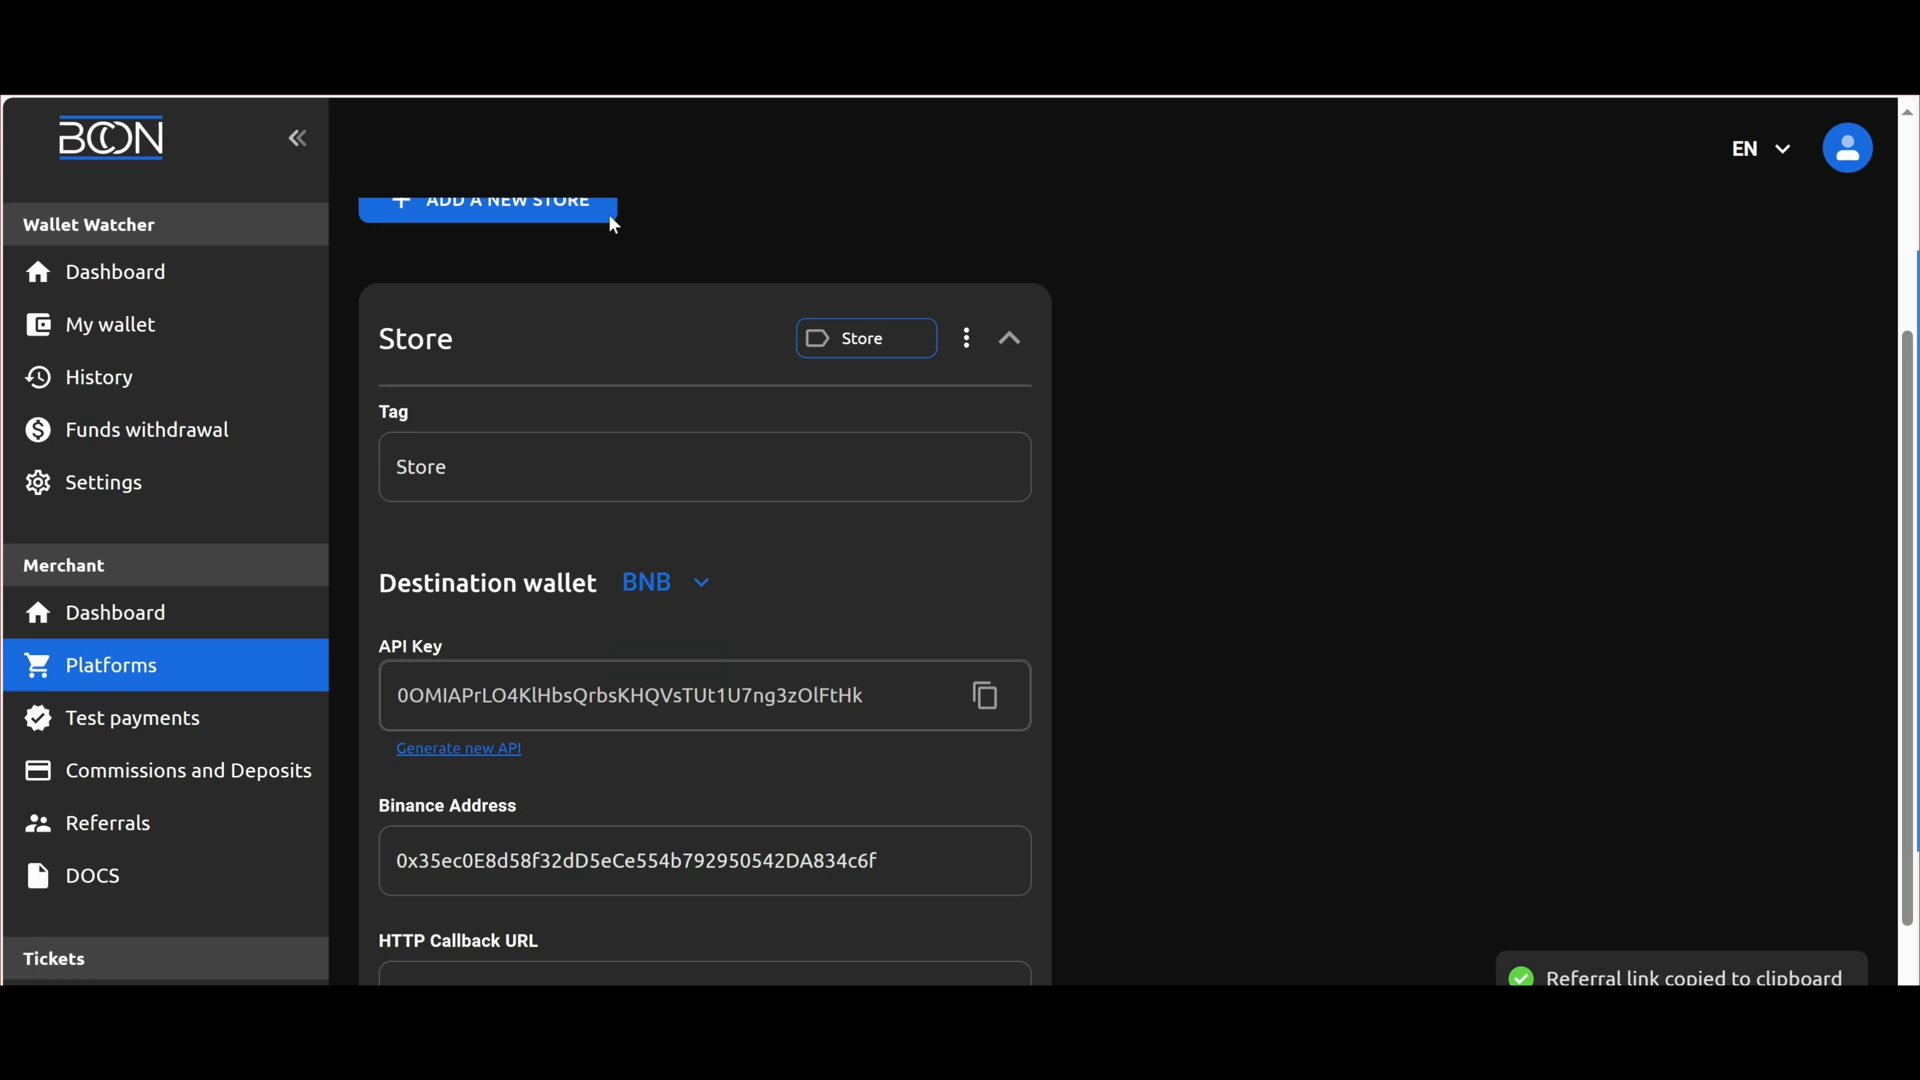 BCON
EN
Wallet Watcher
Dashboard
My wallet
History
Funds withdrawal
Settings
Merchant
Dashboard
Platforms
Test payments
Commissions and Deposits
Referrals
DOCS
Tickets
ADD A NEW STORE
Store
Store
Tag
Store
Destination wallet BNB
API Key
0OMIAPrLO4KlHbsQrbsKHQVsTUt1U7ng3zOlFtHk
Generate new API
Binance Address
0x35ec0E8d58f32dD5eCe554b792950542DA834c6f
HTTP Callback URL
Referral link copied to clipboard